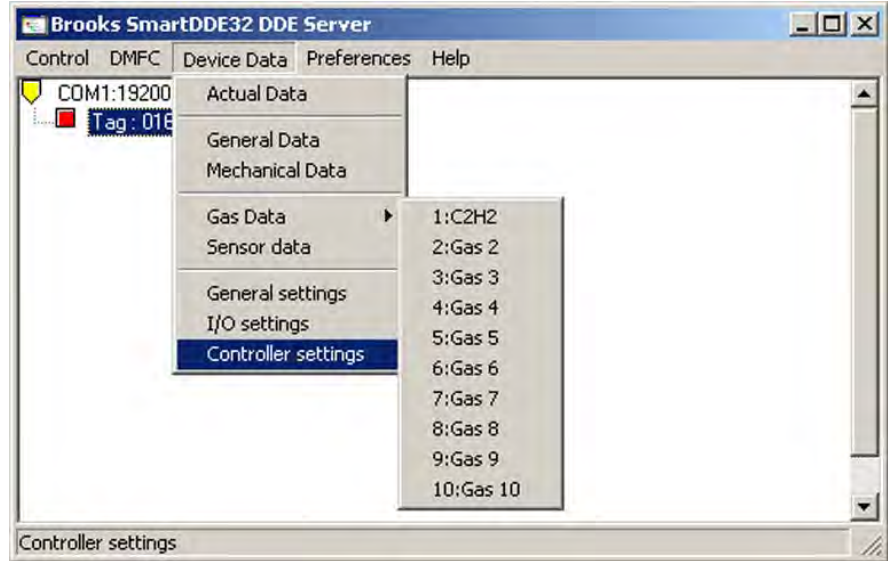 Brooks SmartDDE32 DDE Server
Control DMFC Device Data Preferences Help
COM1:19200
Tag : 016
Actual Data
General Data
Mechanical Data
Gas Data
Sensor data
General settings
I/O settings
Controller settings
1:C2H2
2:Gas 2
3:Gas 3
4:Gas 4
5:Gas 5
6:Gas 6
7:Gas 7
8:Gas 8
9:Gas 9
10:Gas 10
Controller settings